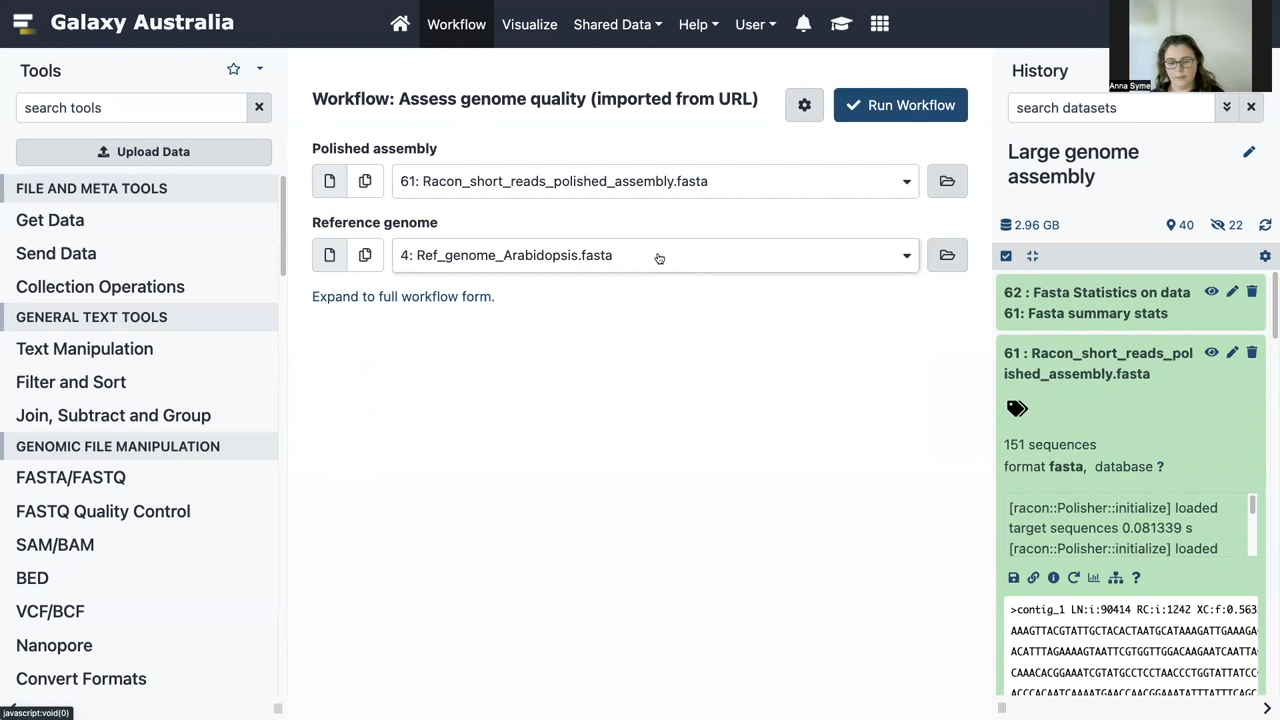 Galaxy Australia
Workflow
Visualize
Shared Data
Help
User
Anna Syme
Tools
search tools
Upload Data
FILE AND META TOOLS
Get Data
Send Data
Collection Operations
GENERAL TEXT TOOLS
Text Manipulation
Filter and Sort
Join, Subtract and Group
GENOMIC FILE MANIPULATION
FASTA/FASTQ
FASTQ Quality Control
SAM/BAM
BED
VCF/BCF
Nanopore
Convert Formats
javascript:void(0)
Workflow: Assess genome quality (imported from URL)
Run Workflow
Polished assembly
61: Racon_short_reads_polished_assembly.fasta
Reference genome
4: Ref_genome_Arabidopsis.fasta
Expand to full workflow form.
History
search datasets
Large genome
assembly
2.96 GB
40
22
62 : Fasta Statistics on data
61: Fasta summary stats
61 : Racon_short_reads_pol
ished_assembly.fasta
151 sequences
format fasta, database ?
[racon::Polisher::initialize] loaded
target sequences 0.081339 s
[racon::Polisher::initialize] loaded
>contig_1 LN:i:90414 RC:i:1242 XC:f:0.563
AAAGTTACGTATTGCTACACTAATGCATAAAGATTGAAAGA
ACATTTAGAAAAGTAATTCGTGGTTGGACAAGAATCAATTA
CAAACACGGAAATCGTATGCCTCCTAACCCTGGTATTATCC
ACCCACAATCAAAATGAACCAACGGAAATATTTATTTCAGC